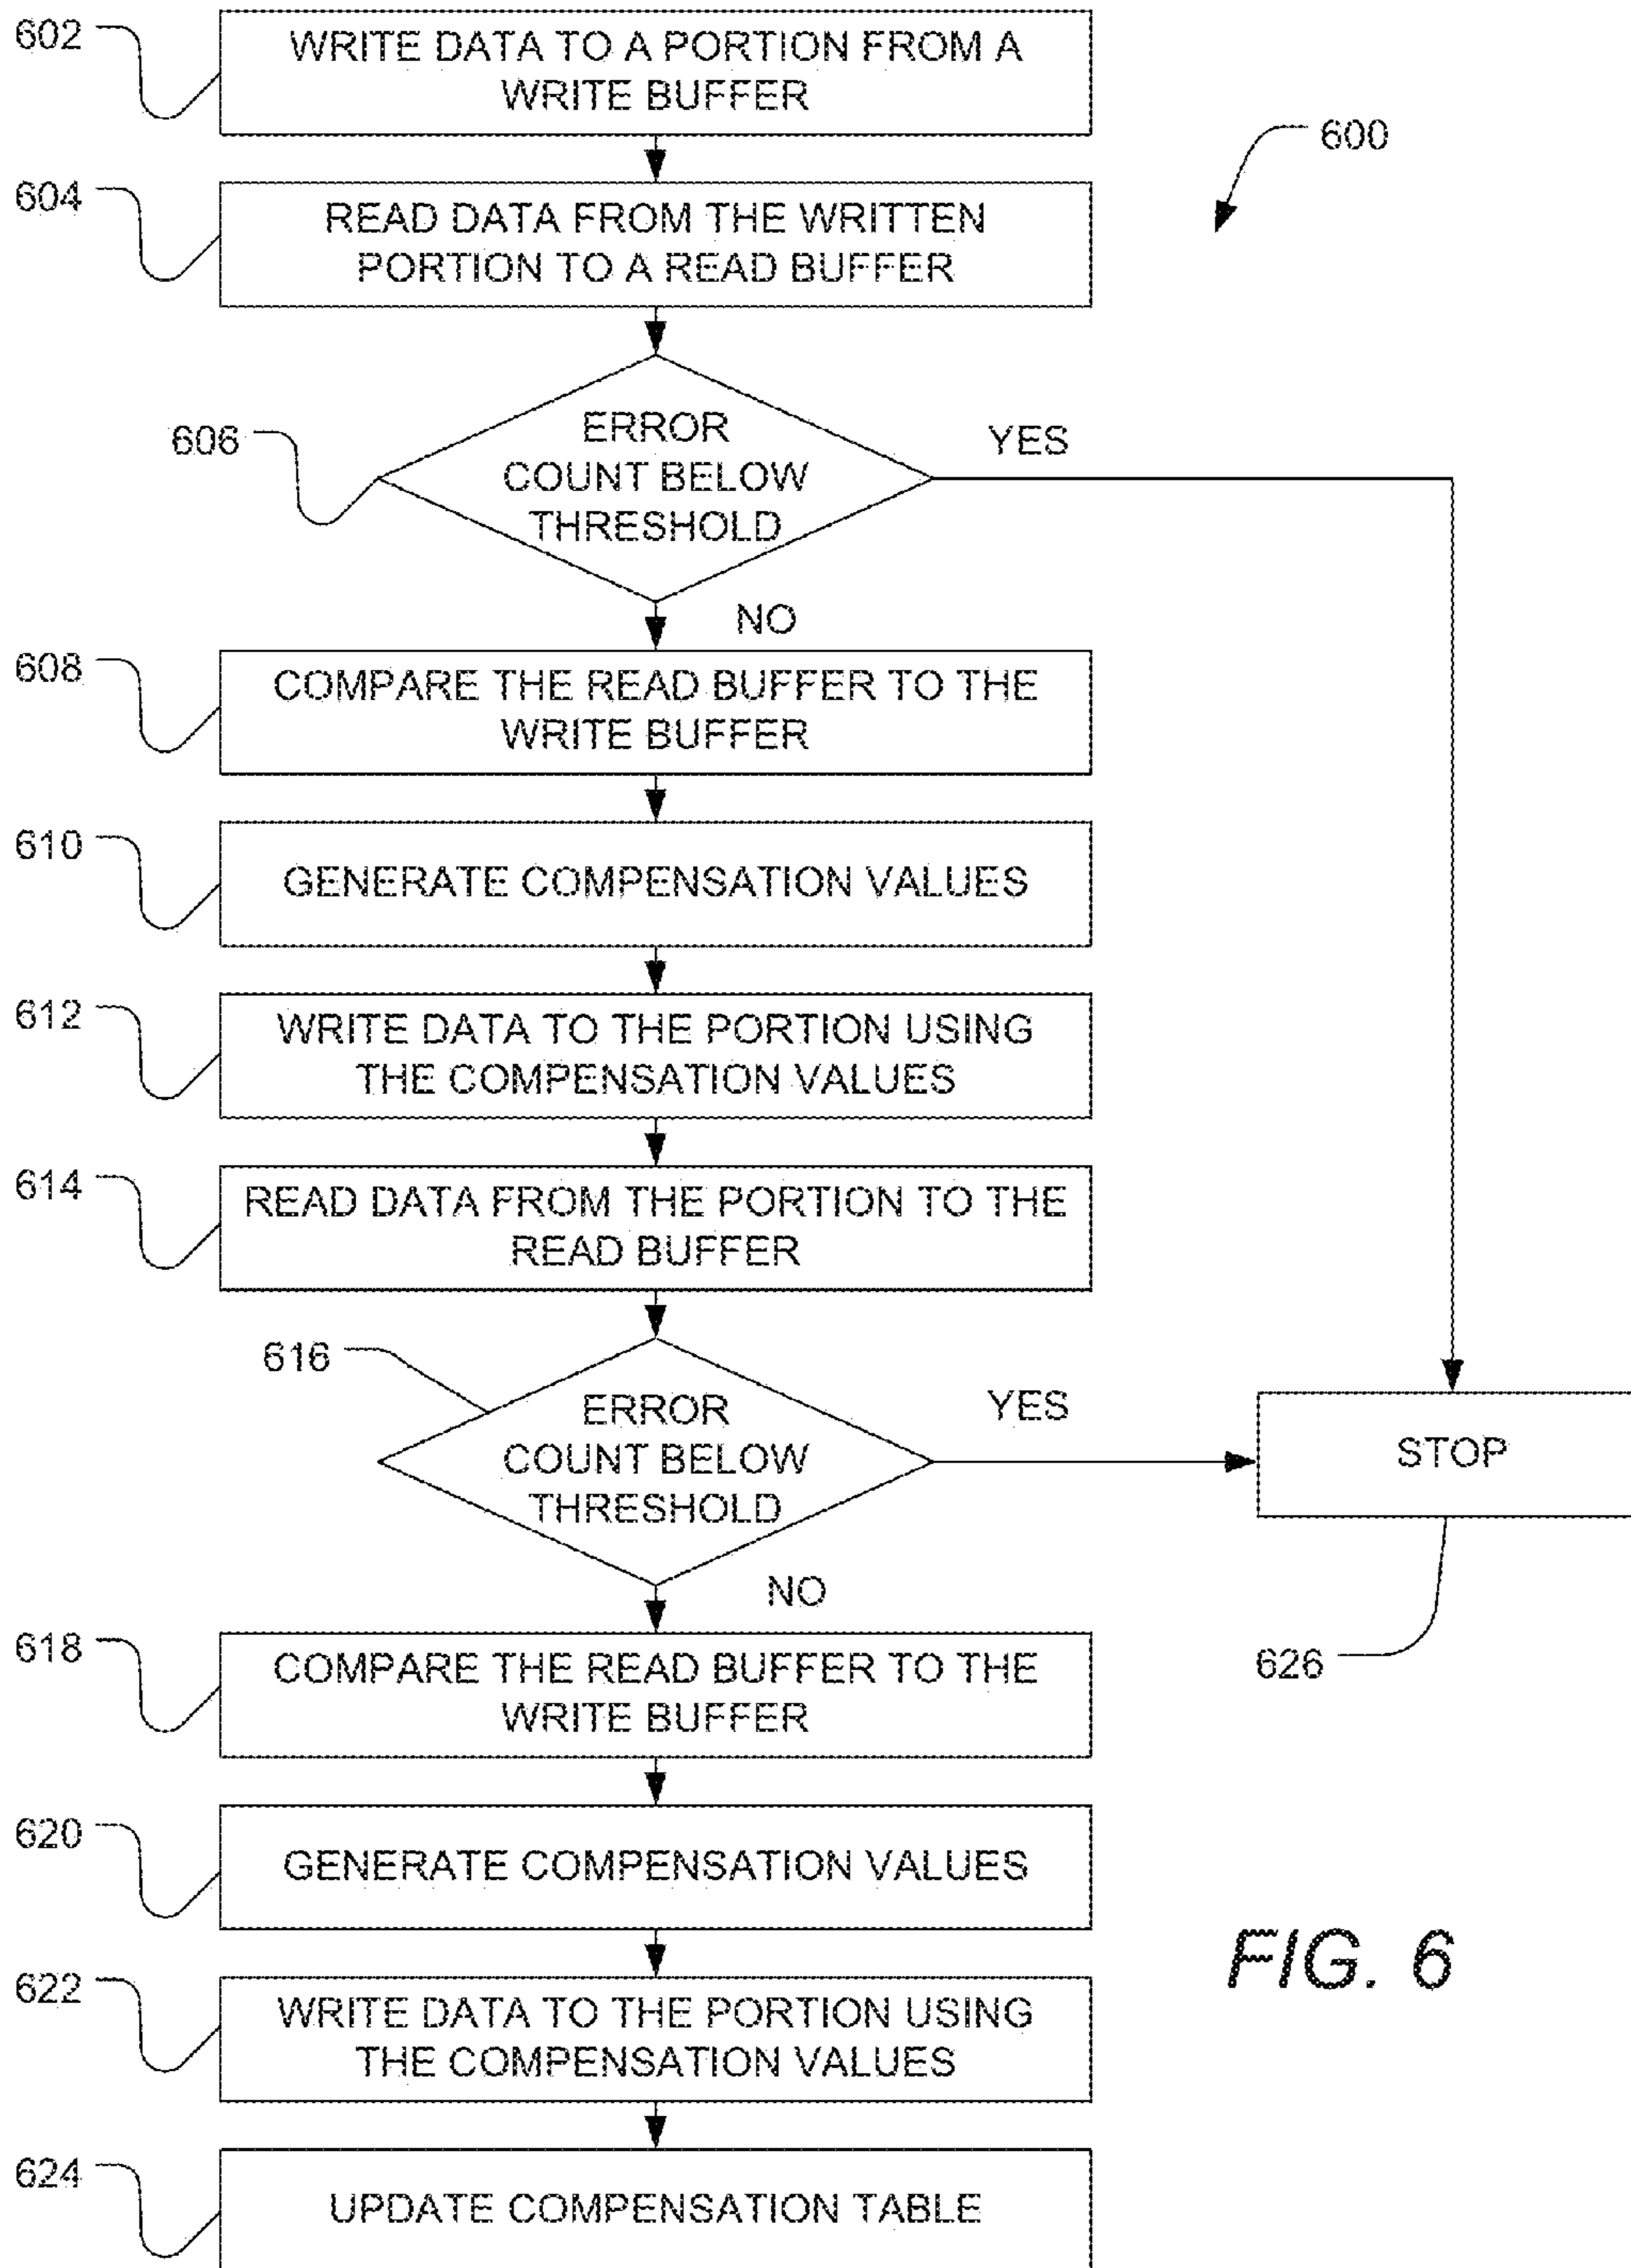 602
WRITE DATA TO A PORTION FROM A
WRITE BUFFER
600
604
READ DATA FROM THE WRITTEN
PORTION TO A READ BUFFER
606
ERROR
COUNT BELOW
THRESHOLD
YES
NO
608
COMPARE THE READ BUFFER TO THE
WRITE BUFFER
610
GENERATE COMPENSATION VALUES
612
WRITE DATA TO THE PORTION USING
THE COMPENSATION VALUES
614
READ DATA FROM THE PORTION TO THE
READ BUFFER
616
ERROR
COUNT BELOW
THRESHOLD
YES
STOP
NO
618
COMPARE THE READ BUFFER TO THE
WRITE BUFFER
626
620
GENERATE COMPENSATION VALUES
622
WRITE DATA TO THE PORTION USING
THE COMPENSATION VALUES
FIG. 6
624
UPDATE COMPENSATION TABLE